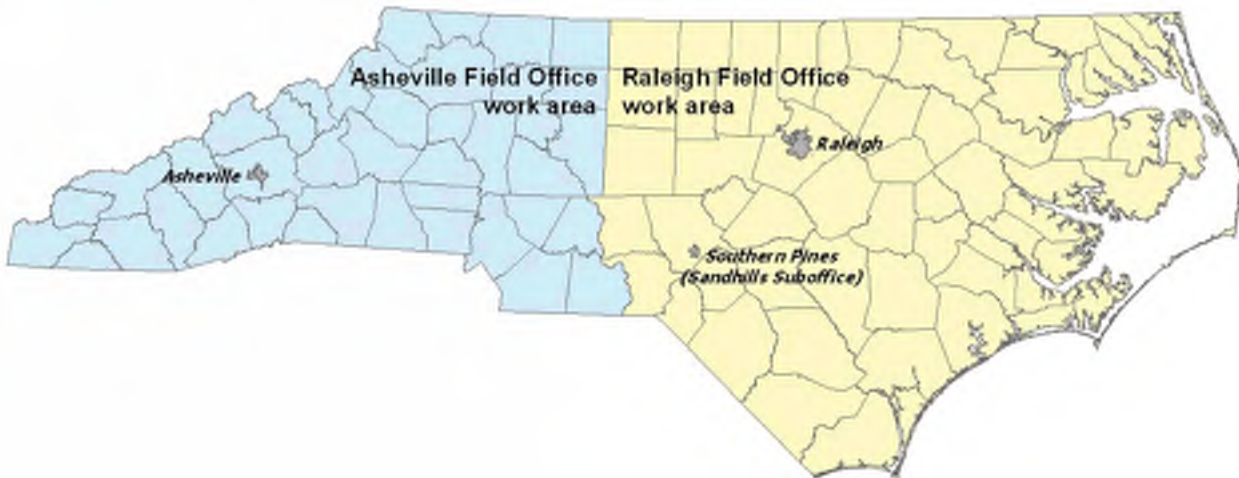 Asheville Field Office
work area
Raleigh Field Office
work area
Raleigh
Asheville
Southern Pines
(Sandhills Suboffice)